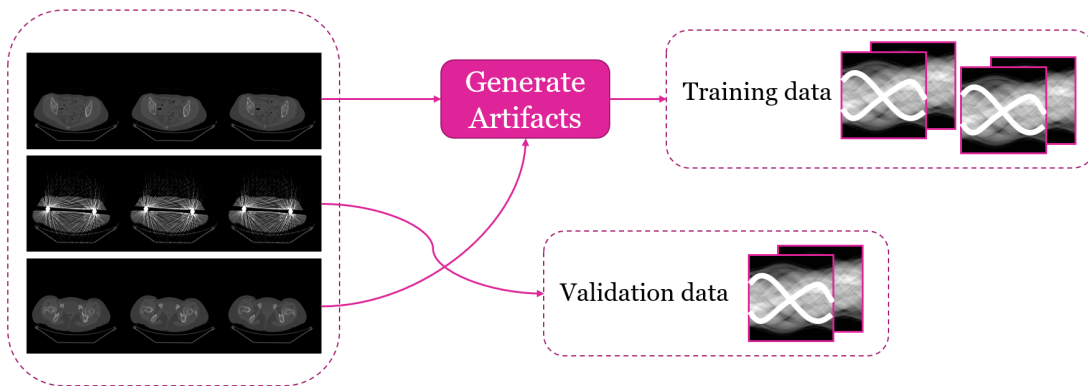 Generate
Artifacts
Training data
Validation data